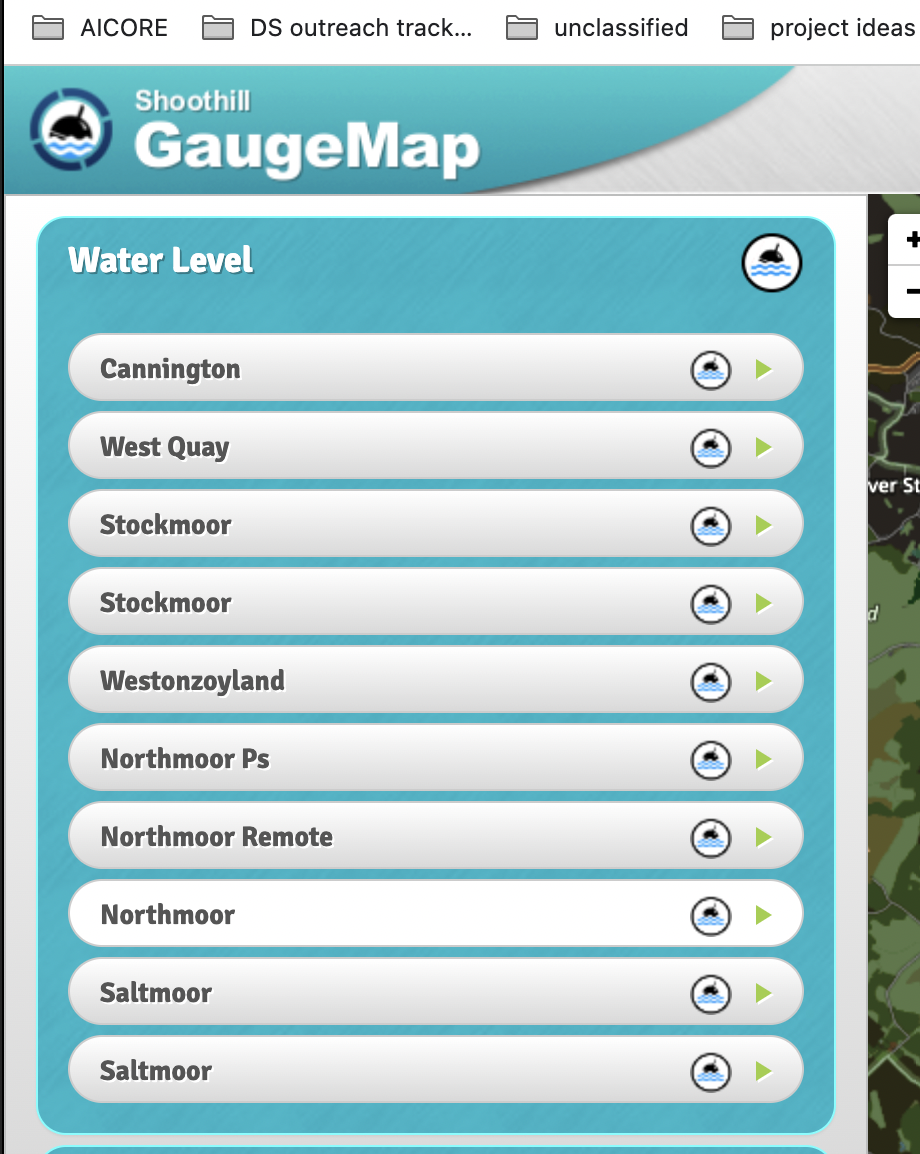 AICORE DS outreach track... unclassified project ideas
Shoothill
GaugeMap
Water Level
Cannington
West Quay
Stockmoor
Stockmoor
Westonzoyland
Northmoor Ps
Northmoor Remote
Northmoor
Saltmoor
Saltmoor
+
−
ver St
d